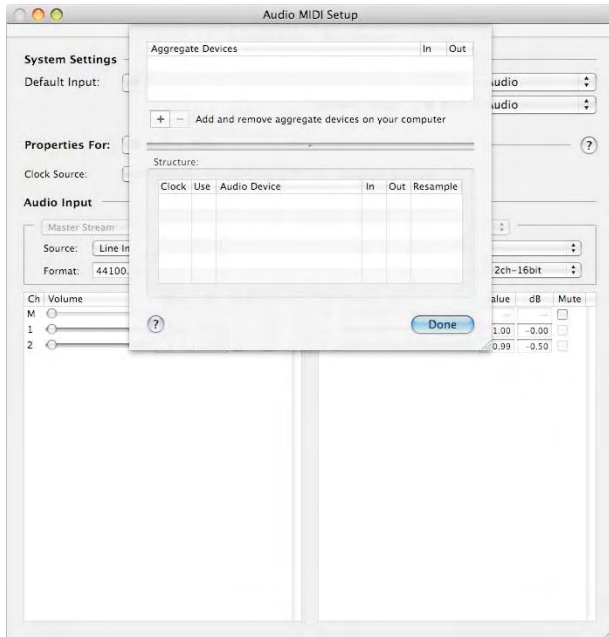 Audio MIDI Setup
Aggregate Devices In Out
System Settings
Default Input: udio
udio
+ − Add and remove aggregate devices on your computer
Properties For: ?
Structure:
Clock Source:
Clock Use Audio Device In Out Resample
Audio Input
Master Stream
Source: Line In
Format: 44100. 2ch-16bit
Ch Volume alue dB Mute
M
? Done
1 1.00 -0.00
2 0.99 -0.50